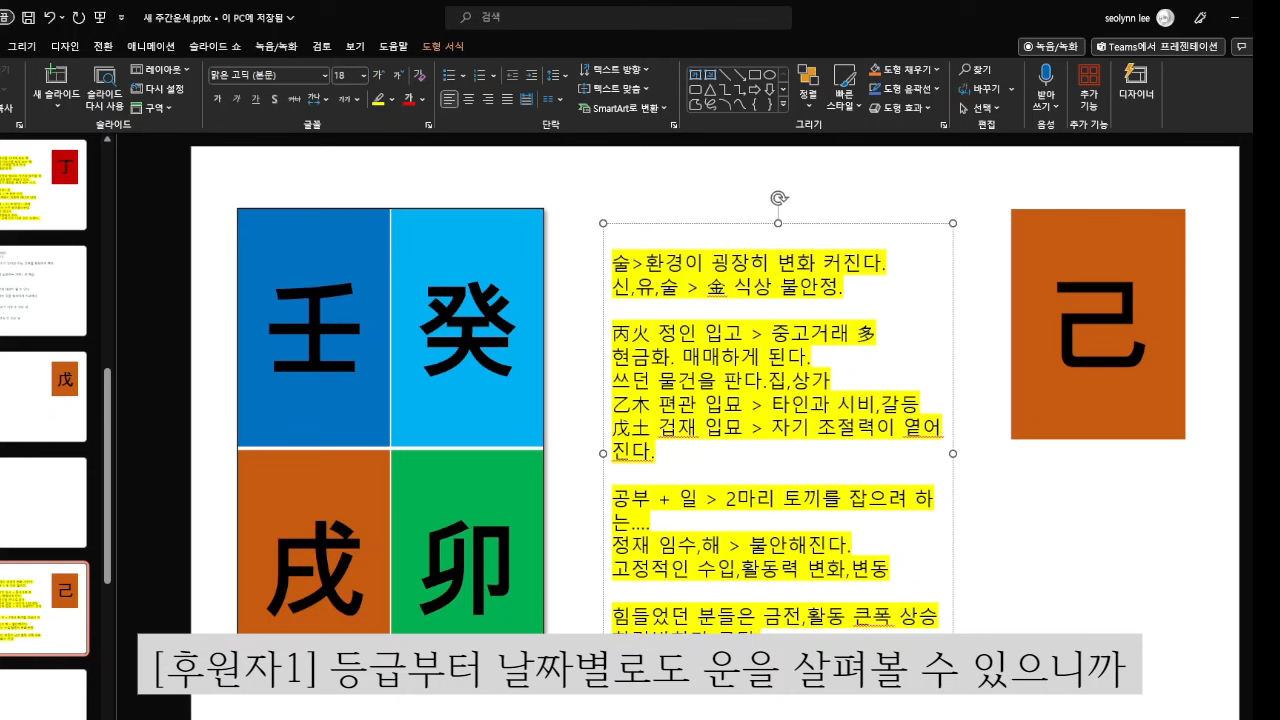 새 주간운세.pptx • 이 PC에 저장됨
검색
seolynn lee
그리기 디자인 전환 애니메이션 슬라이드 쇼 녹음/녹화 검토 보기 도움말 도형 서식
녹음/녹화 Teams에서 프레젠테이션
새 슬라이드
슬라이드 다시 사용
레이아웃
다시 설정
구역
슬라이드
맑은 고딕 (본문) 18
가 가 가 S 가나 가가
글꼴
텍스트 방향
텍스트 맞춤
SmartArt로 변환
단락
정렬
빠른 스타일
도형 채우기
도형 윤곽선
도형 효과
그리기
찾기
바꾸기
선택
편집
받아쓰기
음성
추가 기능
추가 기능
디자이너
丁
戊
己
壬 癸
戌 卯
술>환경이 굉장히 변화 커진다.
신,유,술 > 金 식상 불안정.
丙火 정인 입고 > 중고거래 多
현금화. 매매하게 된다.
쓰던 물건을 판다.집,상가
乙木 편관 입묘 > 타인과 시비,갈등
戊土 겁재 입묘 > 자기 조절력이 옅어
진다.
공부 + 일 > 2마리 토끼를 잡으려 하
는....
정재 임수,해 > 불안해진다.
고정적인 수입,활동력 변화,변동
힘들었던 분들은 금전,활동 큰폭 상승
己
[후원자1] 등급부터 날짜별로도 운을 살펴볼 수 있으니까